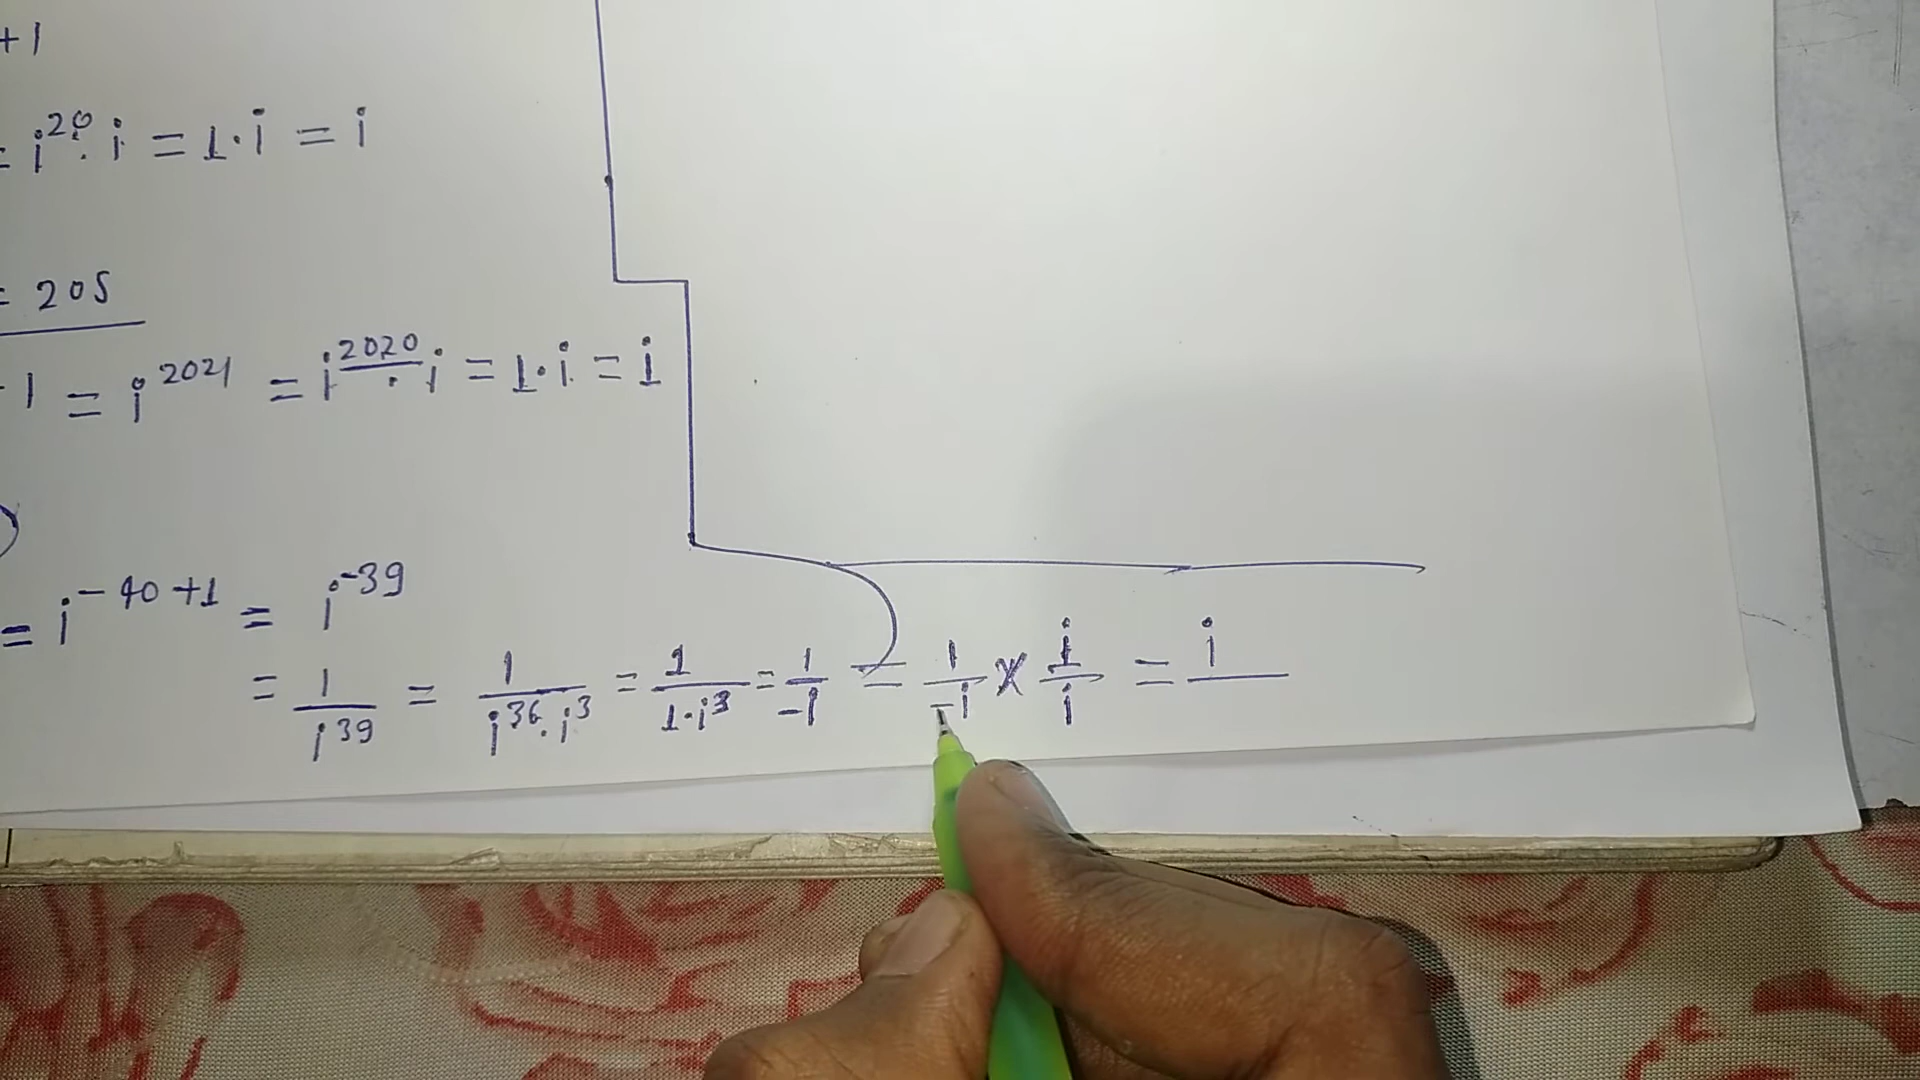 +1
= i^20 . i = 1 . i = i
= 205
-1 = i^2021 = i^2020 . i = 1 . i = i
)
= i^-40+1 = i^-39
= 1/i^39 = 1/i^36 . i^3 = 1/1 . i^3 = 1/-i = 1/-i × i/i = i/